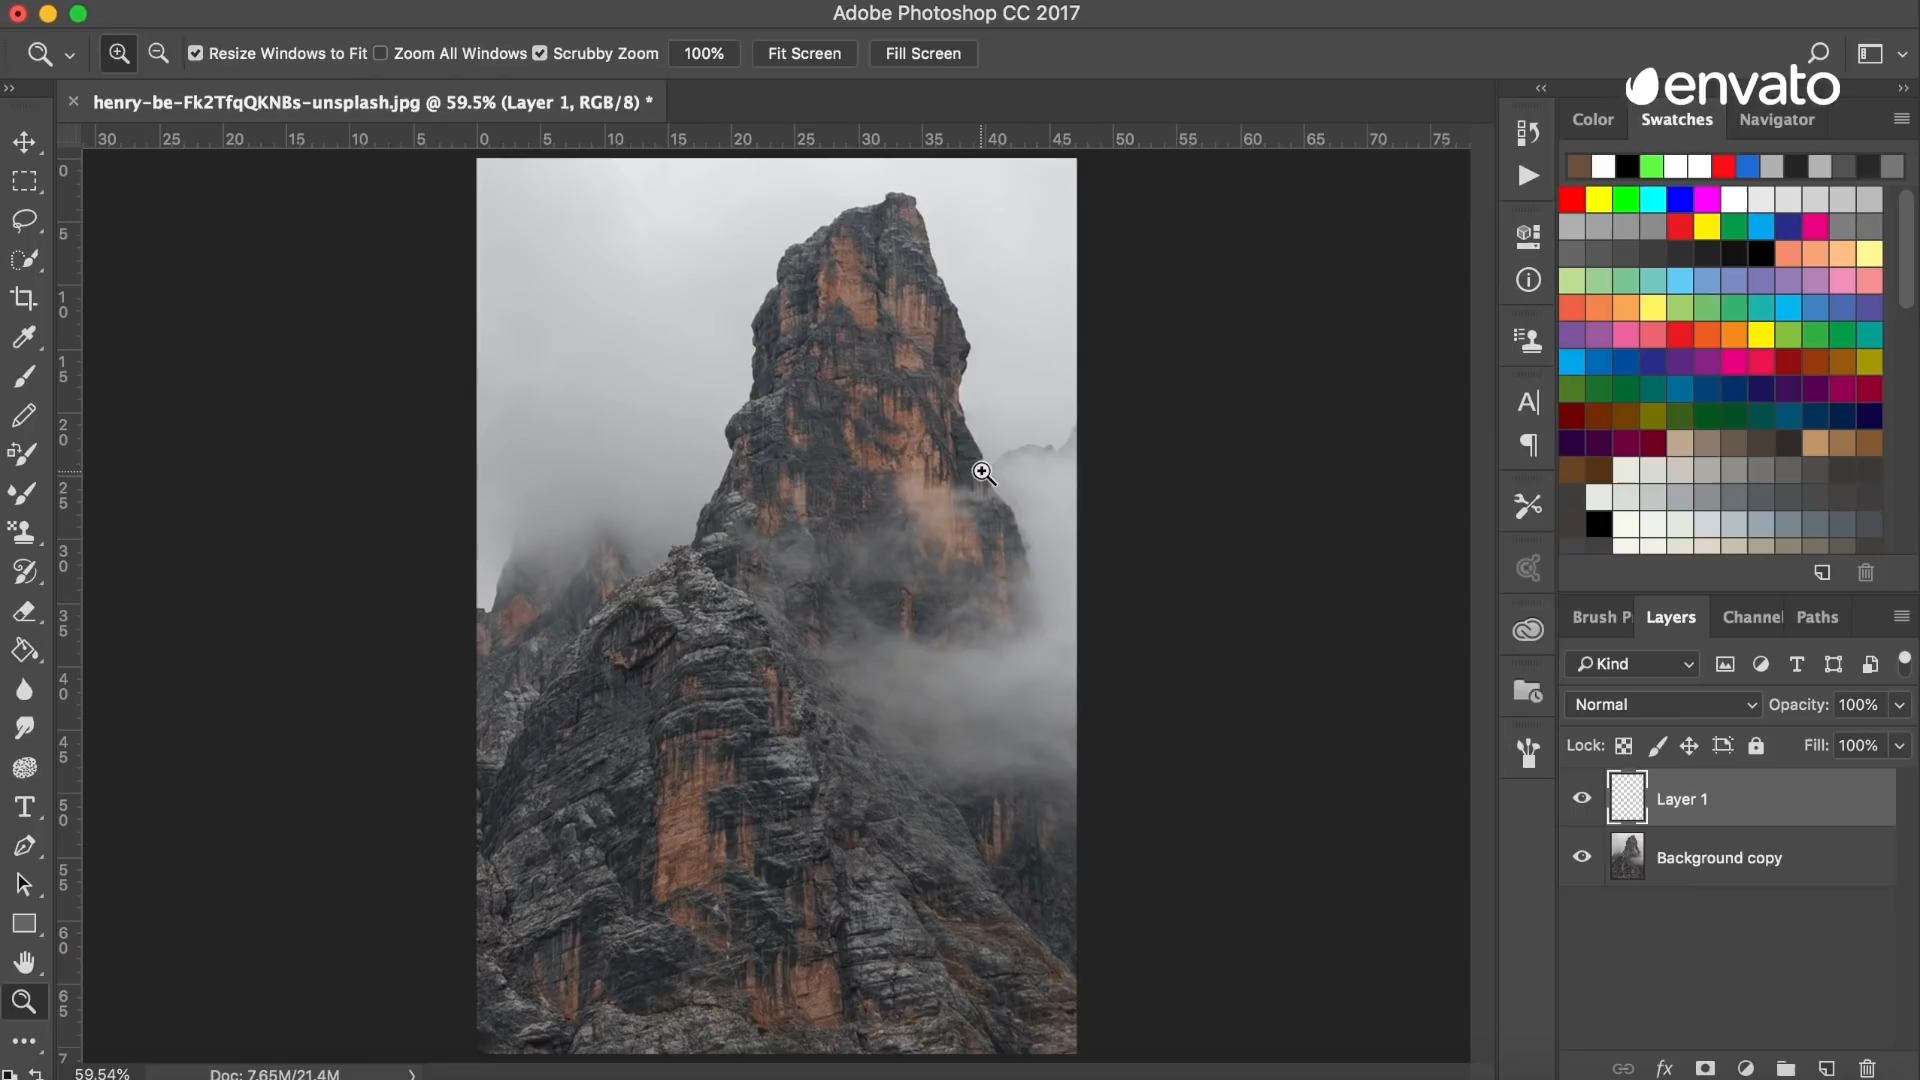 Adobe Photoshop CC 2017
Resize Windows to Fit Zoom All Windows Scrubby Zoom 100% Fit Screen Fill Screen
envato
henry-be-Fk2TfqQKNBs-unsplash.jpg @ 59.5% (Layer 1, RGB/8) *
Color Swatches Navigator
30 25 20 15 10 5 0 5 10 15 20 25 30 35 40 45 50 55 60 65 70 75
0
5
10
15
20
25
30
35
40
45
50
55
60
65
7
Brush P Layers Channel Paths
Kind
Normal Opacity: 100%
Lock: Fill: 100%
Layer 1
Background copy
fx
59.54% Doc: 7.65M/21.4M